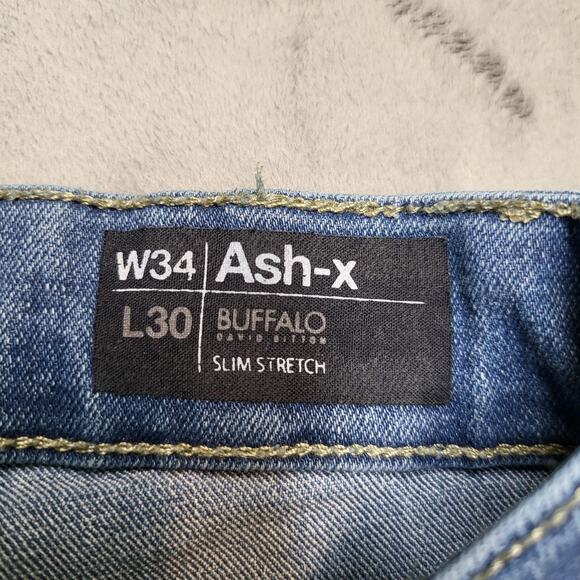 W34 Ash-x
L30 BUFFALO
DAVID BITTON
SLIM STRETCH